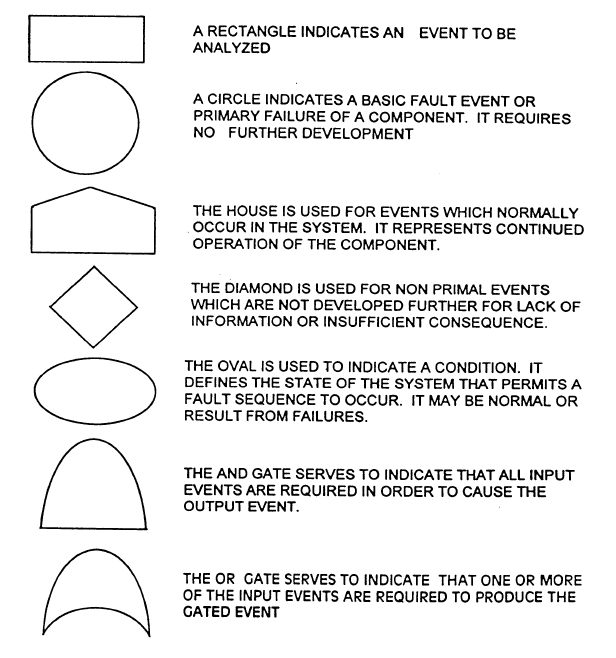 A RECTANGLE INDICATES AN EVENT TO BE
ANALYZED
A CIRCLE INDICATES A BASIC FAULT EVENT OR
PRIMARY FAILURE OF A COMPONENT. IT REQUIRES
NO FURTHER DEVELOPMENT
THE HOUSE IS USED FOR EVENTS WHICH NORMALLY
OCCUR IN THE SYSTEM. IT REPRESENTS CONTINUED
OPERATION OF THE COMPONENT.
THE DIAMOND IS USED FOR NON PRIMAL EVENTS
WHICH ARE NOT DEVELOPED FURTHER FOR LACK OF
INFORMATION OR INSUFFICIENT CONSEQUENCE.
THE OVAL IS USED TO INDICATE A CONDITION. IT
DEFINES THE STATE OF THE SYSTEM THAT PERMITS A
FAULT SEQUENCE TO OCCUR. IT MAY BE NORMAL OR
RESULT FROM FAILURES.
THE AND GATE SERVES TO INDICATE THAT ALL INPUT
EVENTS ARE REQUIRED IN ORDER TO CAUSE THE
OUTPUT EVENT.
THE OR GATE SERVES TO INDICATE THAT ONE OR MORE
OF THE INPUT EVENTS ARE REQUIRED TO PRODUCE THE
GATED EVENT